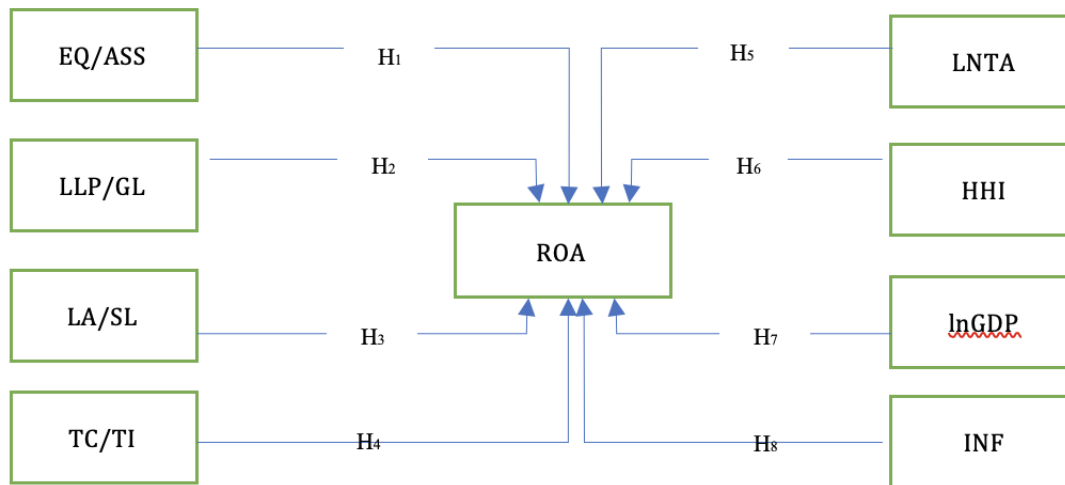 EQ/ASS
H₁
H₅
LNTA
LLP/GL
H₂
H₆
HHI
ROA
LA/SL
H₃
H₇
lnGDP
TC/TI
H₄
H₈
INF